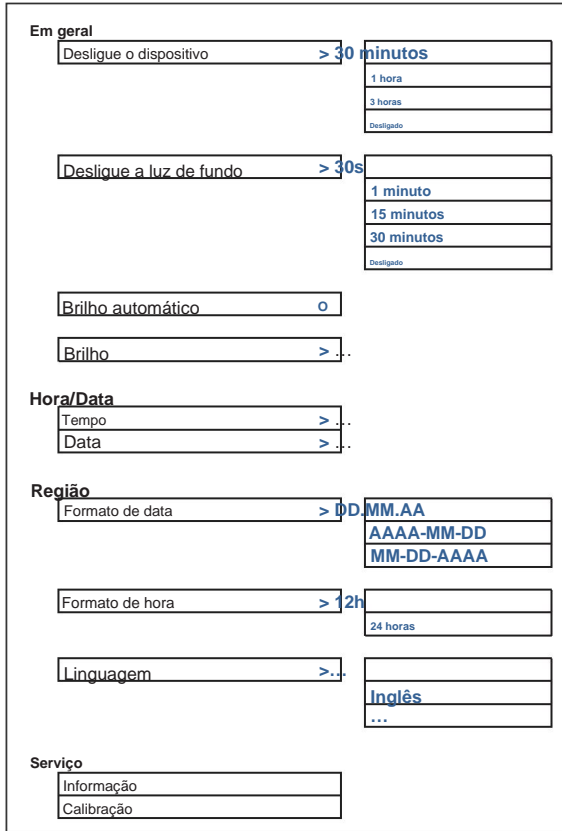 Em geral
Desligue o dispositivo > 30 minutos
1 hora
3 horas
Desligado
Desligue a luz de fundo > 30s
1 minuto
15 minutos
30 minutos
Desligado
Brilho automático O
Brilho > ...
Hora/Data
Tempo > ...
Data > ...
Região
Formato de data > DD.MM.AA
AAAA-MM-DD
MM-DD-AAAA
Formato de hora > 12h
24 horas
Linguagem >...
Inglês
...
Serviço
Informação
Calibração